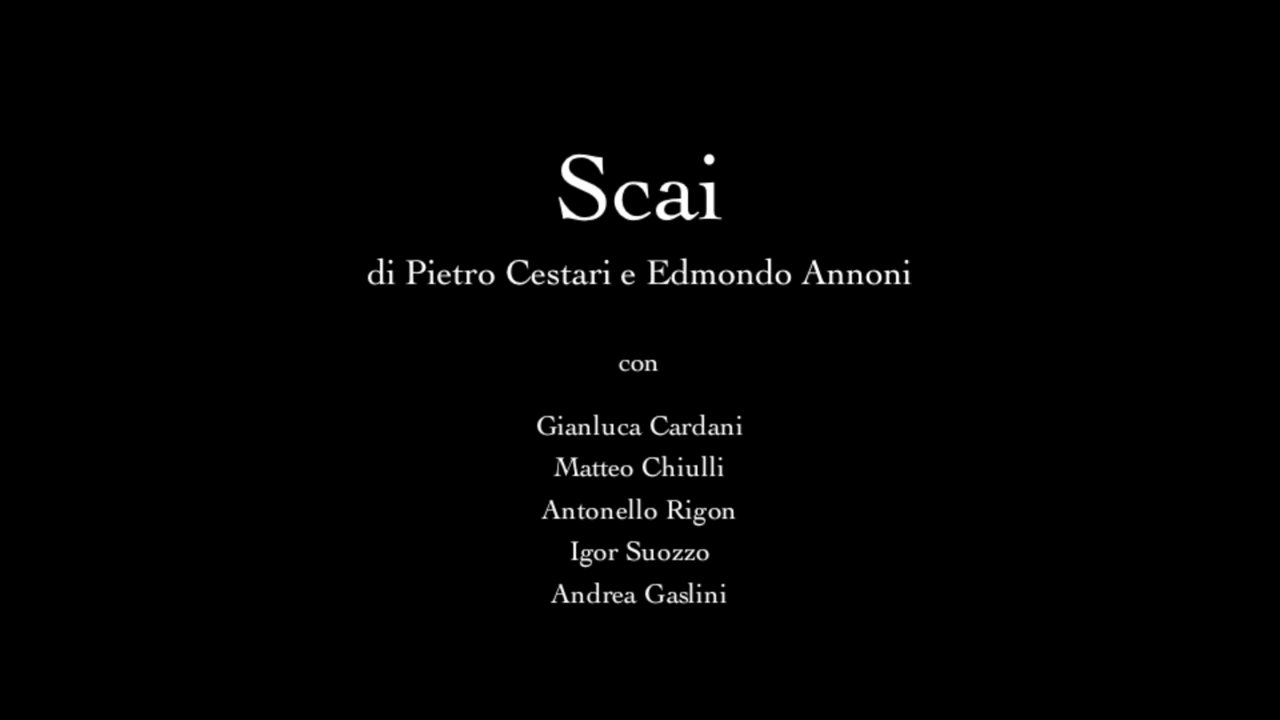 Scai
di Pietro Cestari e Edmondo Annoni
con
Gianluca Cardani
Matteo Chiulli
Antonello Rigon
Igor Suozzo
Andrea Gaslini